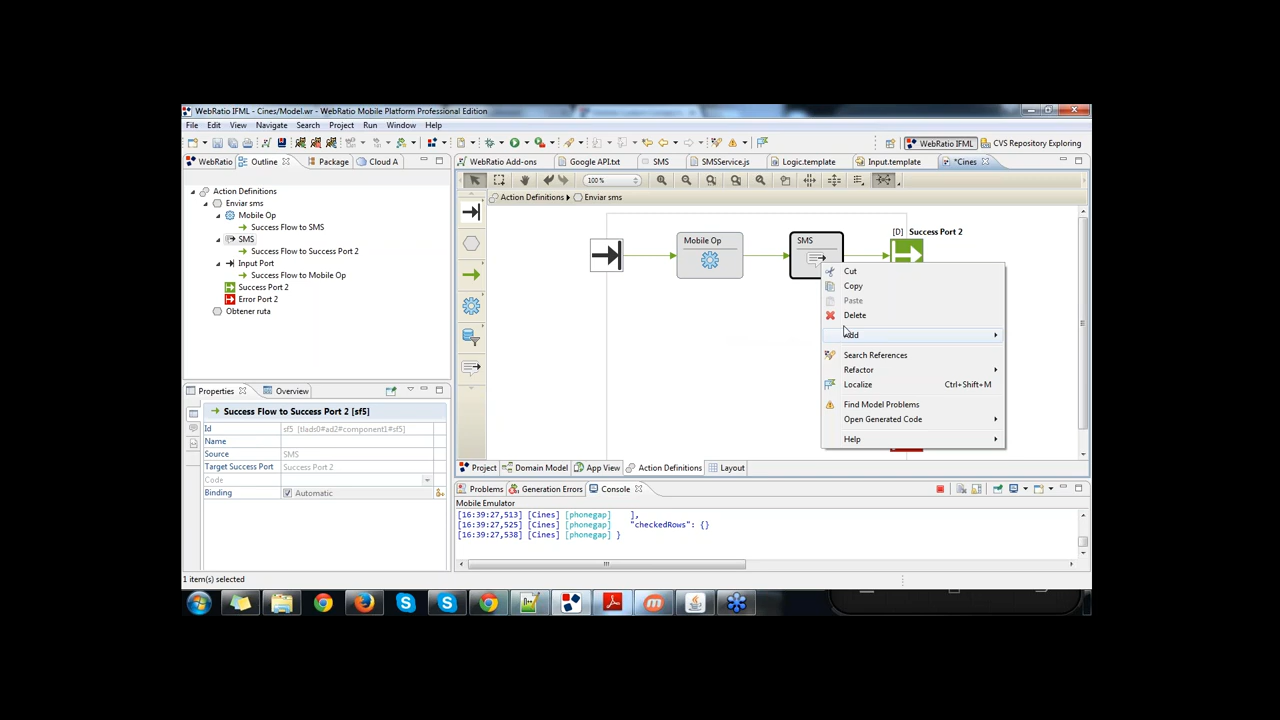 WebRatio IFML - Cines/Model.wr - WebRatio Mobile Platform Professional Edition
File Edit View Navigate Search Project Run Window Help
WebRatio IFML CVS Repository Exploring
WebRatio Outline Package Cloud A
WebRatio Add-ons Google API.txt SMS SMSService.js Logic.template Input.template *Cines
100%
Action Definitions Enviar sms
Action Definitions
Enviar sms
Mobile Op
Success Flow to SMS
SMS
Success Flow to Success Port 2
Input Port
Success Flow to Mobile Op
Success Port 2
Error Port 2
Obtener ruta
[D] Success Port 2
Mobile Op
SMS
Cut
Copy
Paste
Delete
Add
Search References
Refactor
Localize Ctrl+Shift+M
Find Model Problems
Open Generated Code
Help
Properties Overview
Success Flow to Success Port 2 [sf5]
Id sf5 [tlads0#ad2#component1#sf5]
Name
Source SMS
Target Success Port Success Port 2
Code
Binding Automatic
Project Domain Model App View Action Definitions Layout
Problems Generation Errors Console
Mobile Emulator
[16:39:27,513] [Cines] [phonegap] ],
[16:39:27,525] [Cines] [phonegap] "checkedRows": {}
[16:39:27,538] [Cines] [phonegap] }
1 item(s) selected